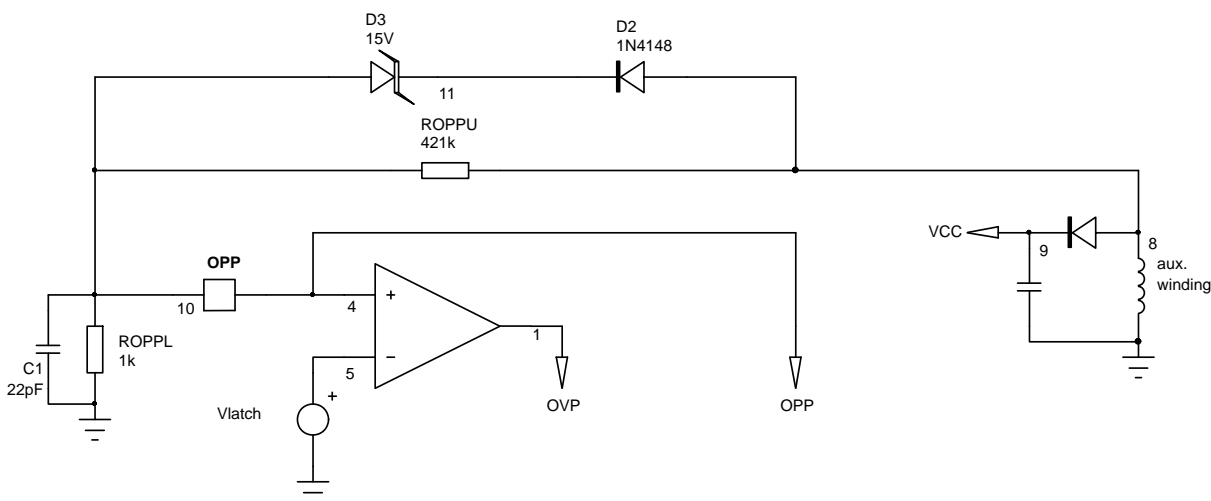 D3
15V
D2
1N4148
11
ROPPU
421k
VCC
9
8
aux.
winding
OPP
10
4
+
−
5
1
ROPPL
1k
C1
22pF
Vlatch
+
OVP
OPP